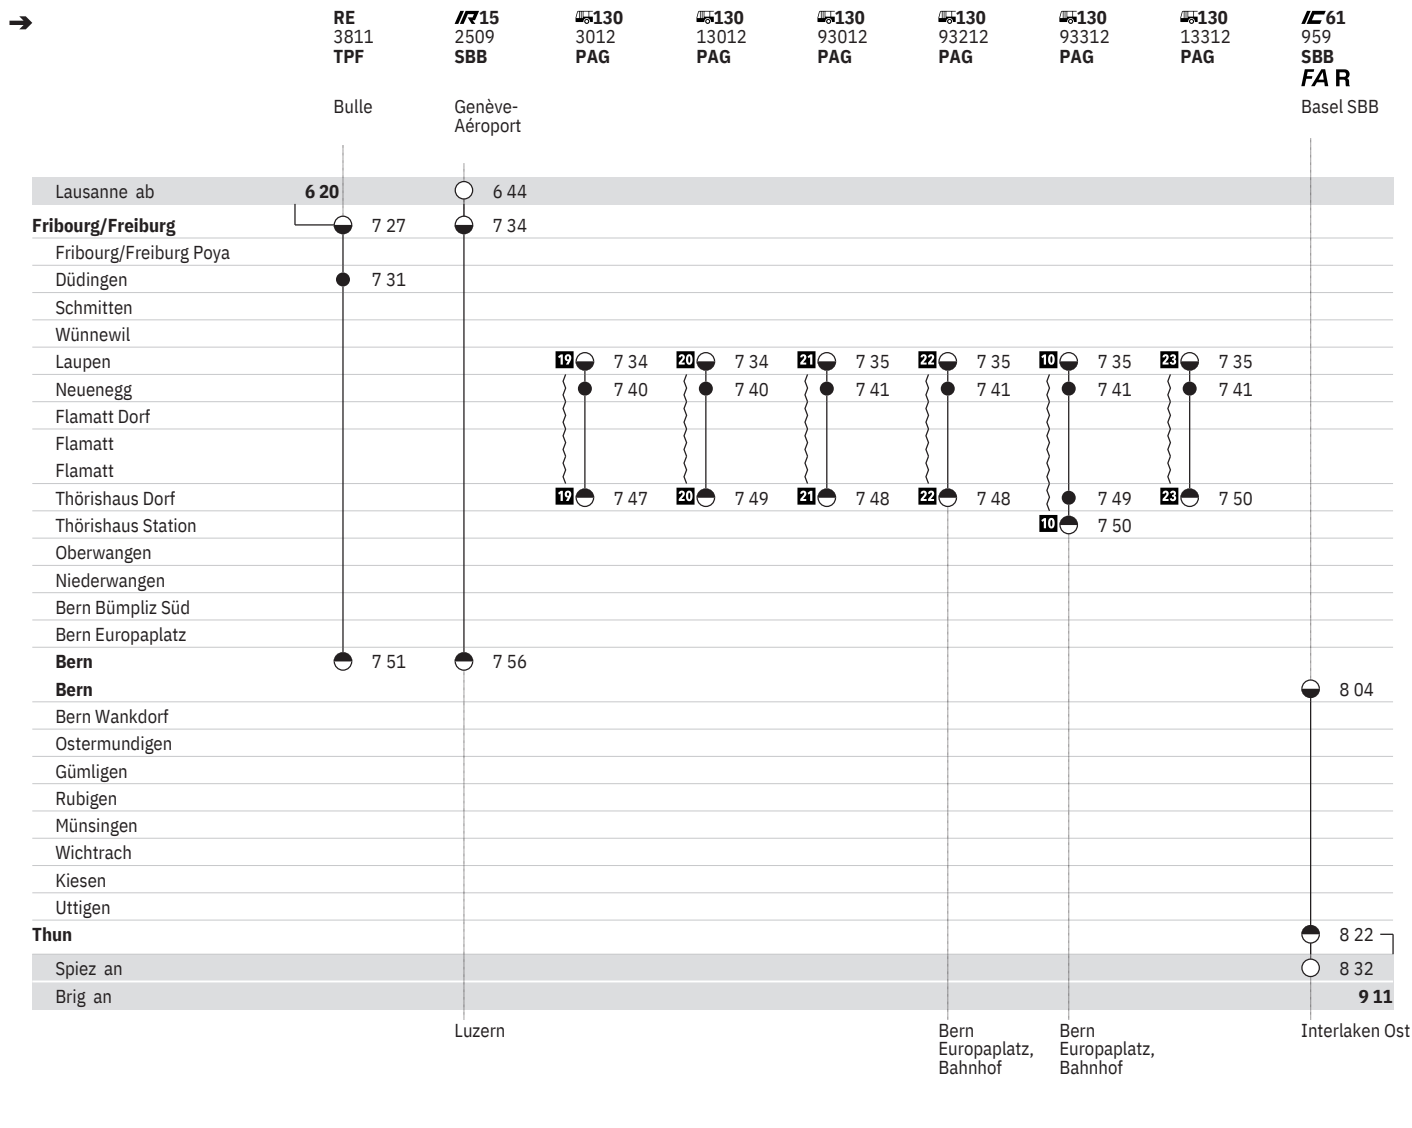 ➔ RE IR15 130 130 130 130 130 130 IC61
3811 2509 3012 13012 93012 93212 93312 13312 959
TPF SBB PAG PAG PAG PAG PAG PAG SBB
FA R
Bulle Genève- Basel SBB
Aéroport
Lausanne ab 6 20 6 44
Fribourg/Freiburg 7 27 7 34
Fribourg/Freiburg Poya
Düdingen 7 31
Schmitten
Wünnewil
Laupen 19 7 34 20 7 34 21 7 35 22 7 35 10 7 35 23 7 35
Neuenegg 7 40 7 40 7 41 7 41 7 41 7 41
Flamatt Dorf
Flamatt
Flamatt
Thörishaus Dorf 19 7 47 20 7 49 21 7 48 22 7 48 7 49 23 7 50
Thörishaus Station 10 7 50
Oberwangen
Niederwangen
Bern Bümpliz Süd
Bern Europaplatz
Bern 7 51 7 56
Bern 8 04
Bern Wankdorf
Ostermundigen
Gümligen
Rubigen
Münsingen
Wichtrach
Kiesen
Uttigen
Thun 8 22
Spiez an 8 32
Brig an 9 11
Luzern Bern Bern Interlaken Ost
Europaplatz, Europaplatz,
Bahnhof Bahnhof